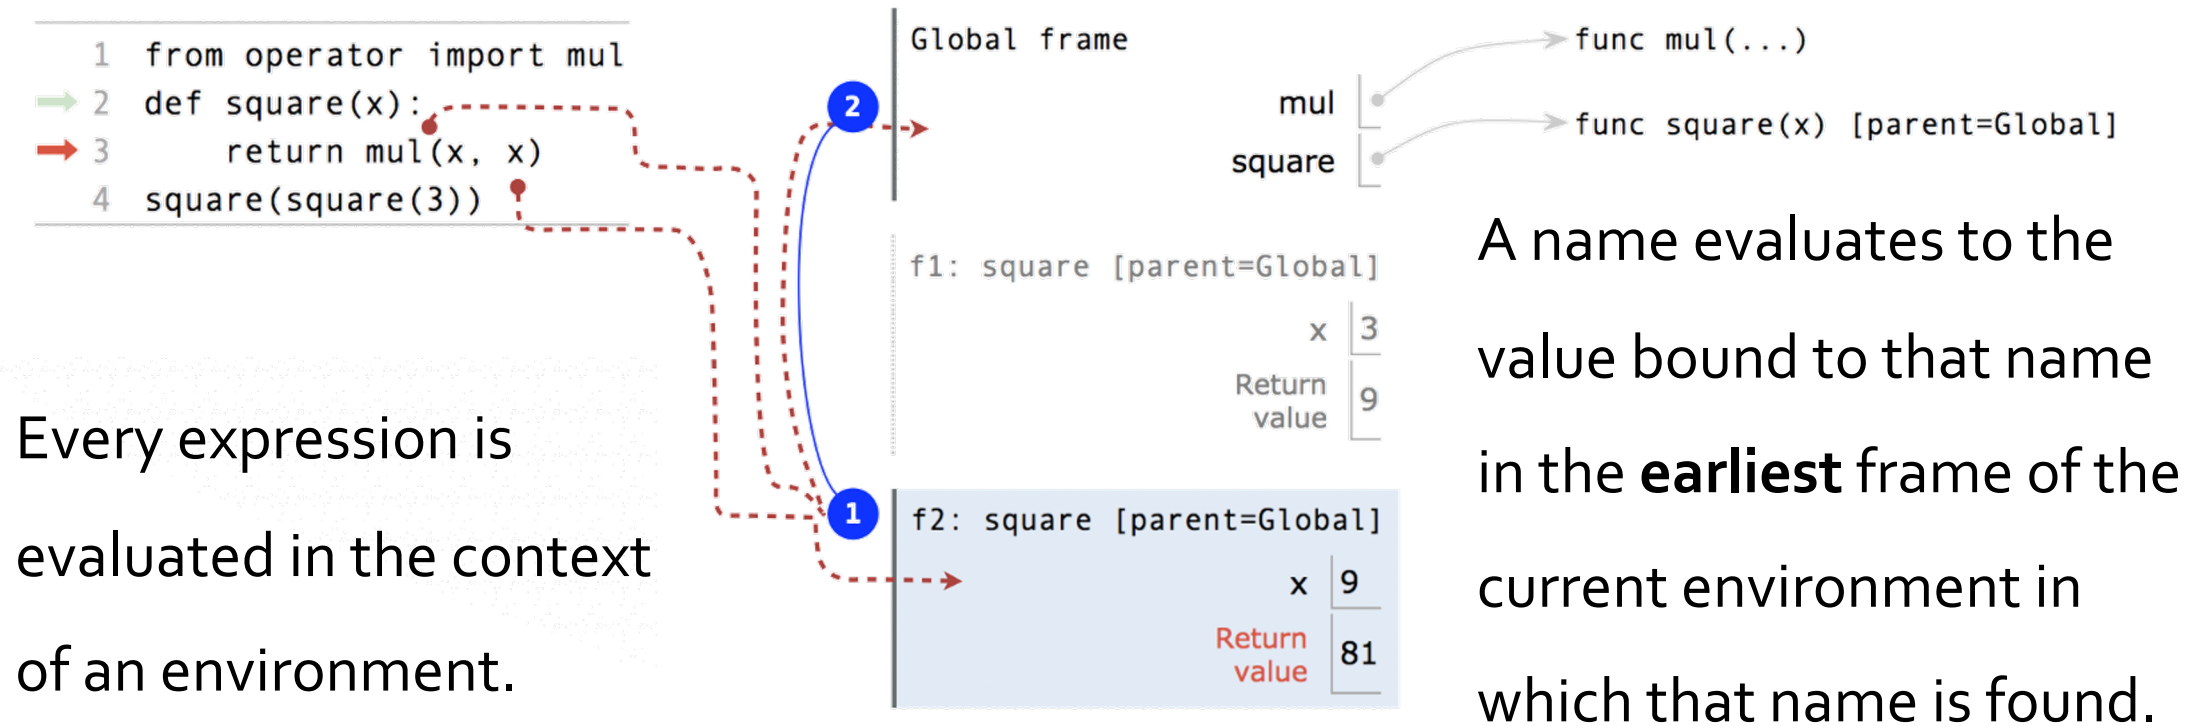 1 from operator import mul
2 def square(x):
3     return mul(x, x)
4 square(square(3))
Every expression is
evaluated in the context
of an environment.
2
1
Global frame
mul
square
func mul(...)
func square(x) [parent=Global]
f1: square [parent=Global]
x 3
Return
value 9
f2: square [parent=Global]
x 9
Return
value 81
A name evaluates to the
value bound to that name
in the earliest frame of the
current environment in
which that name is found.